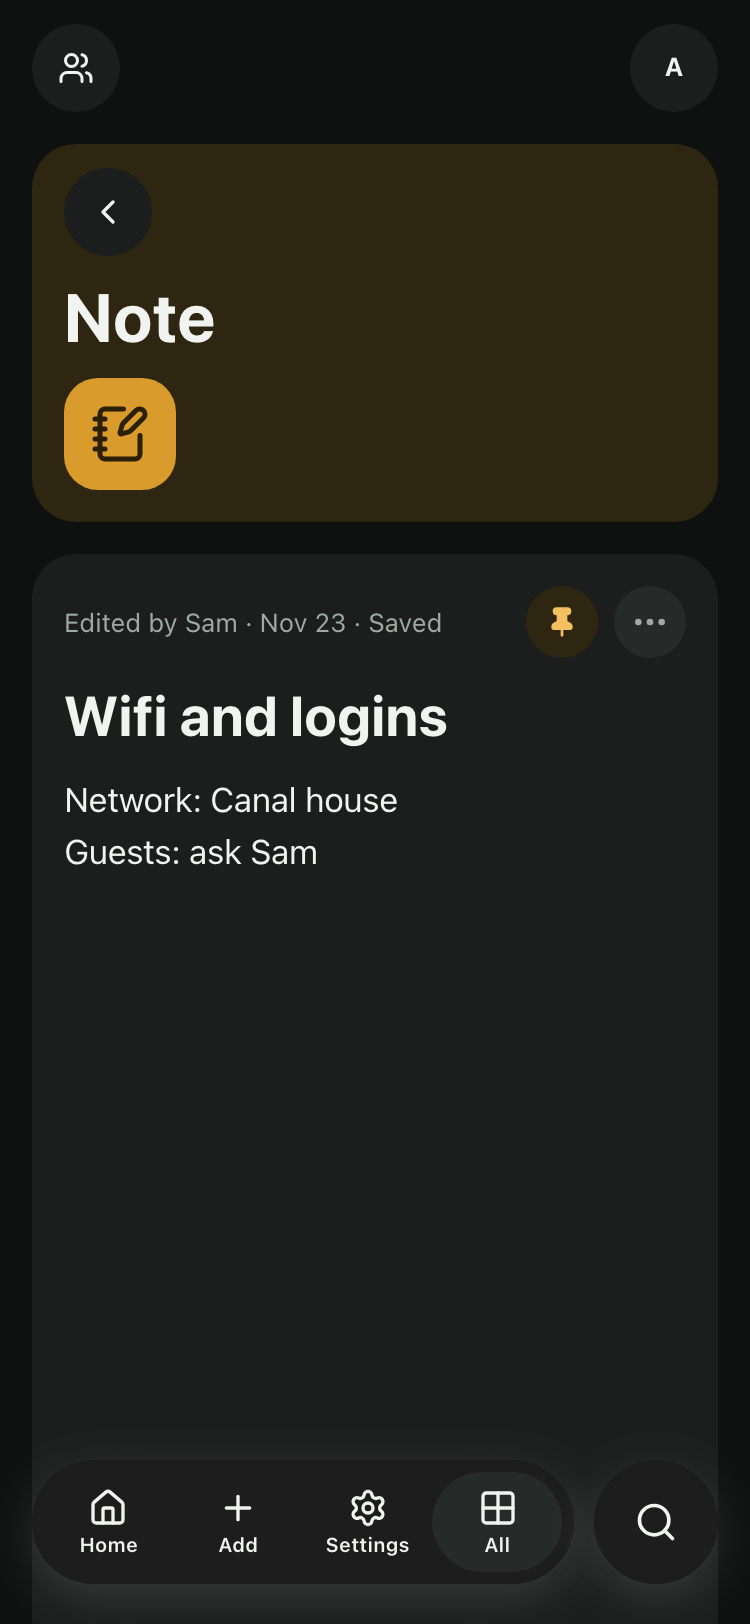 A
Note
Edited by Sam · Nov 23 · Saved
Wifi and logins
Network: Canal house
Guests: ask Sam
Home
Add
Settings
All